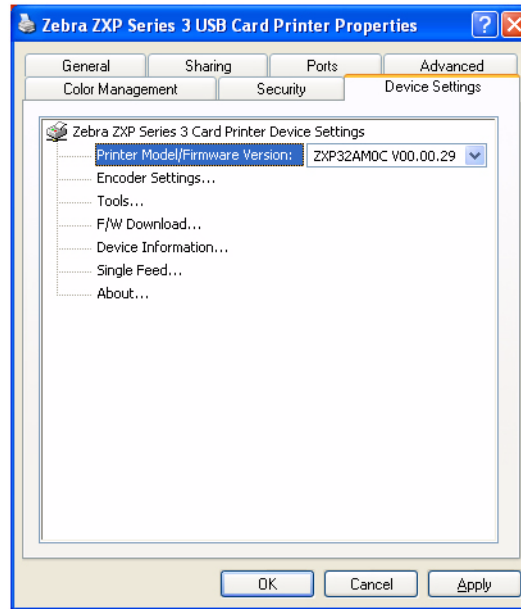 Zebra ZXP Series 3 USB Card Printer Properties
General Sharing Ports Advanced
Color Management Security Device Settings
Zebra ZXP Series 3 Card Printer Device Settings
Printer Model/Firmware Version: ZXP32AM0C V00.00.29
Encoder Settings...
Tools...
F/W Download...
Device Information...
Single Feed...
About...
OK Cancel Apply